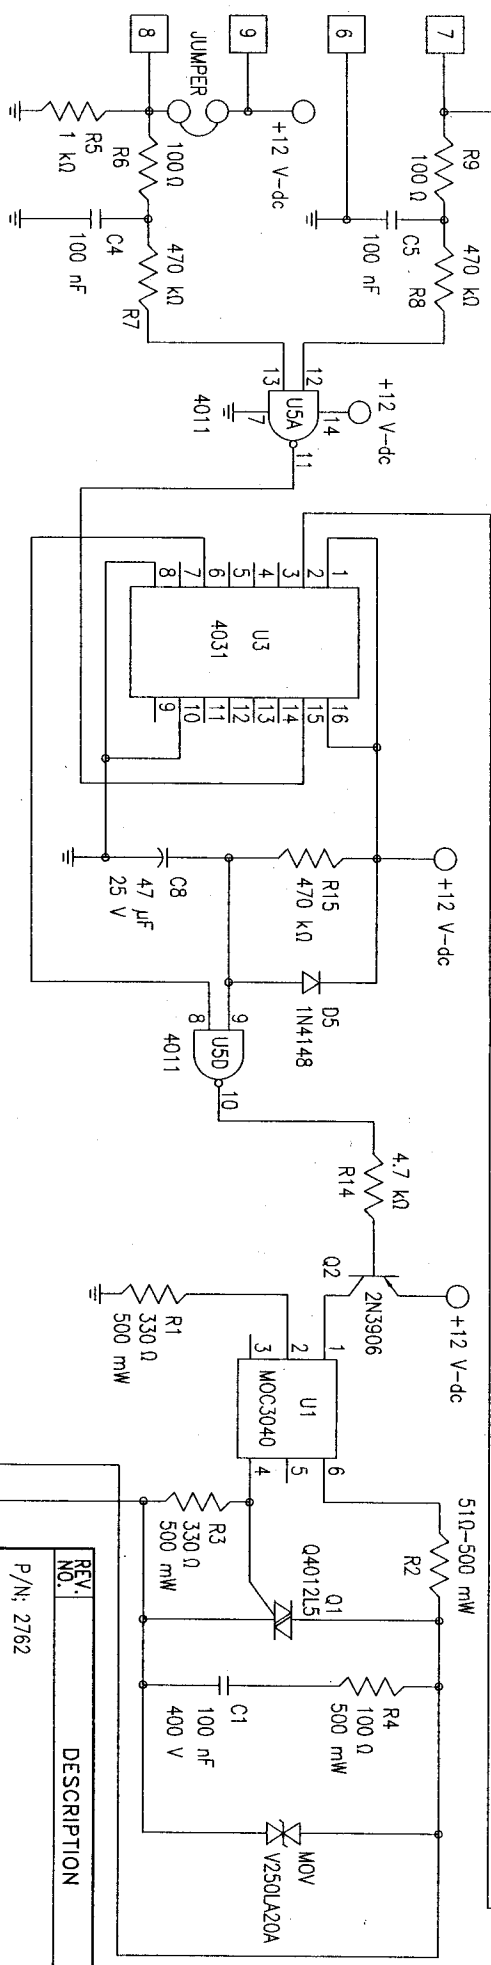 7
6
9
8
JUMPER
+12 V-dc
R9
100 Ω
C5
100 nF
470 kΩ
R8
R5
1 kΩ
R6
100 Ω
C4
100 nF
470 kΩ
R7
+12 V-dc
12
13
U5A
14
7
4011
11
1
2
3
4
5
6
7
8
U3
4031
16
15
14
13
12
11
10
9
+12 V-dc
R15
470 kΩ
C8
47 µF
25 V
D5
1N4148
9
8
U5D
4011
10
4.7 kΩ
R14
Q2
2N3906
+12 V-dc
R1
330 Ω
500 mW
1
2
3
U1
MOC3040
6
5
4
51Ω-500 mW
R2
R3
330 Ω
500 mW
Q1
Q4012L5
R4
100 Ω
500 mW
C1
100 nF
400 V
MOV
V250LA20A
REV.
NO.
DESCRIPTION
P/N; 2762